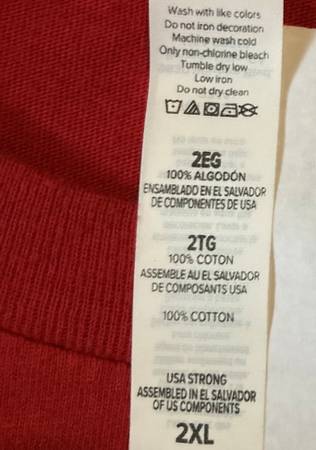 Wash with like colors
Do not iron decoration
Machine wash cold
Only non-chlorine bleach
Tumble dry low
Low iron
Do not dry clean
2EG
100% ALGODÓN
ENSAMBLADO EN EL SALVADOR
DE COMPONENTES DE USA
2TG
100% COTON
ASSEMBLE AU EL SALVADOR
DE COMPOSANTS USA
100% COTTON
USA STRONG
ASSEMBLED IN EL SALVADOR
OF US COMPONENTS
2XL